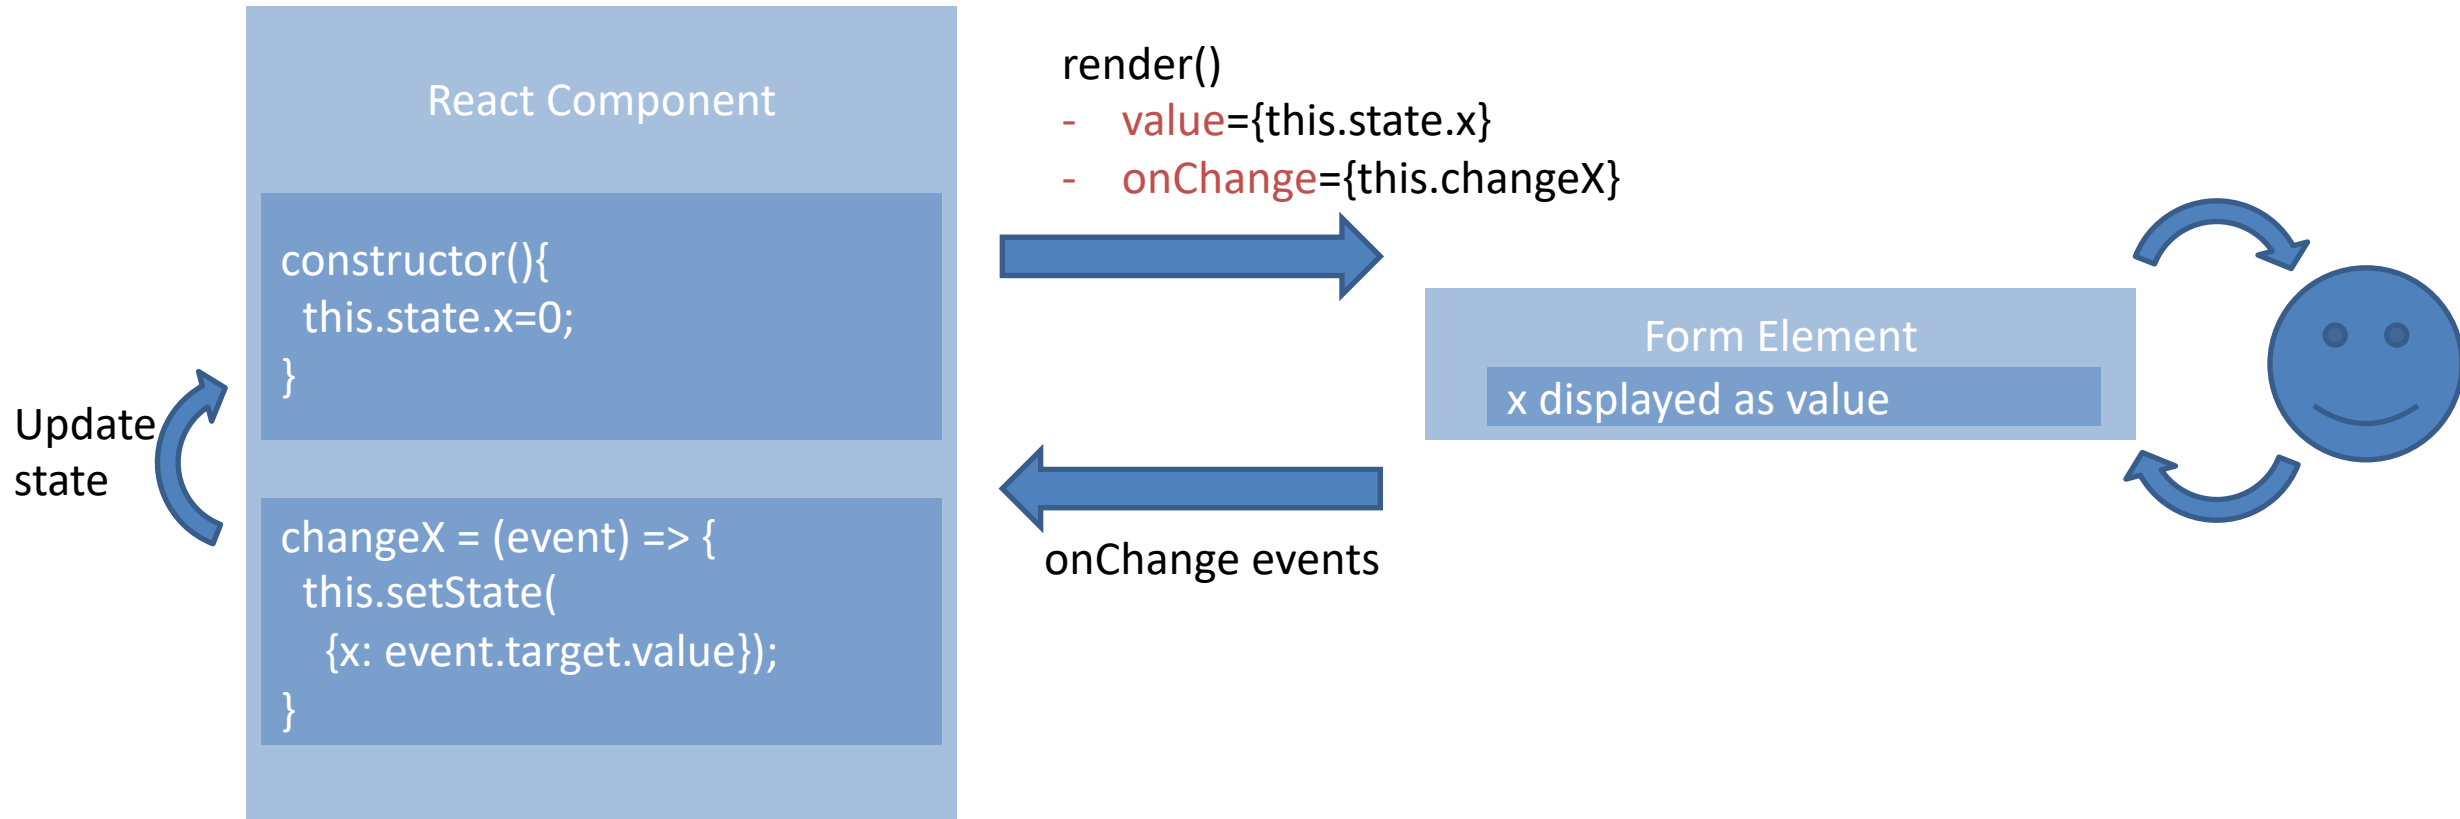 React Component
constructor(){
this.state.x=0;
}
Update
state
changeX = (event) => {
this.setState(
{x: event.target.value});
}
render()
- value={this.state.x}
- onChange={this.changeX}
onChange events
Form Element
x displayed as value